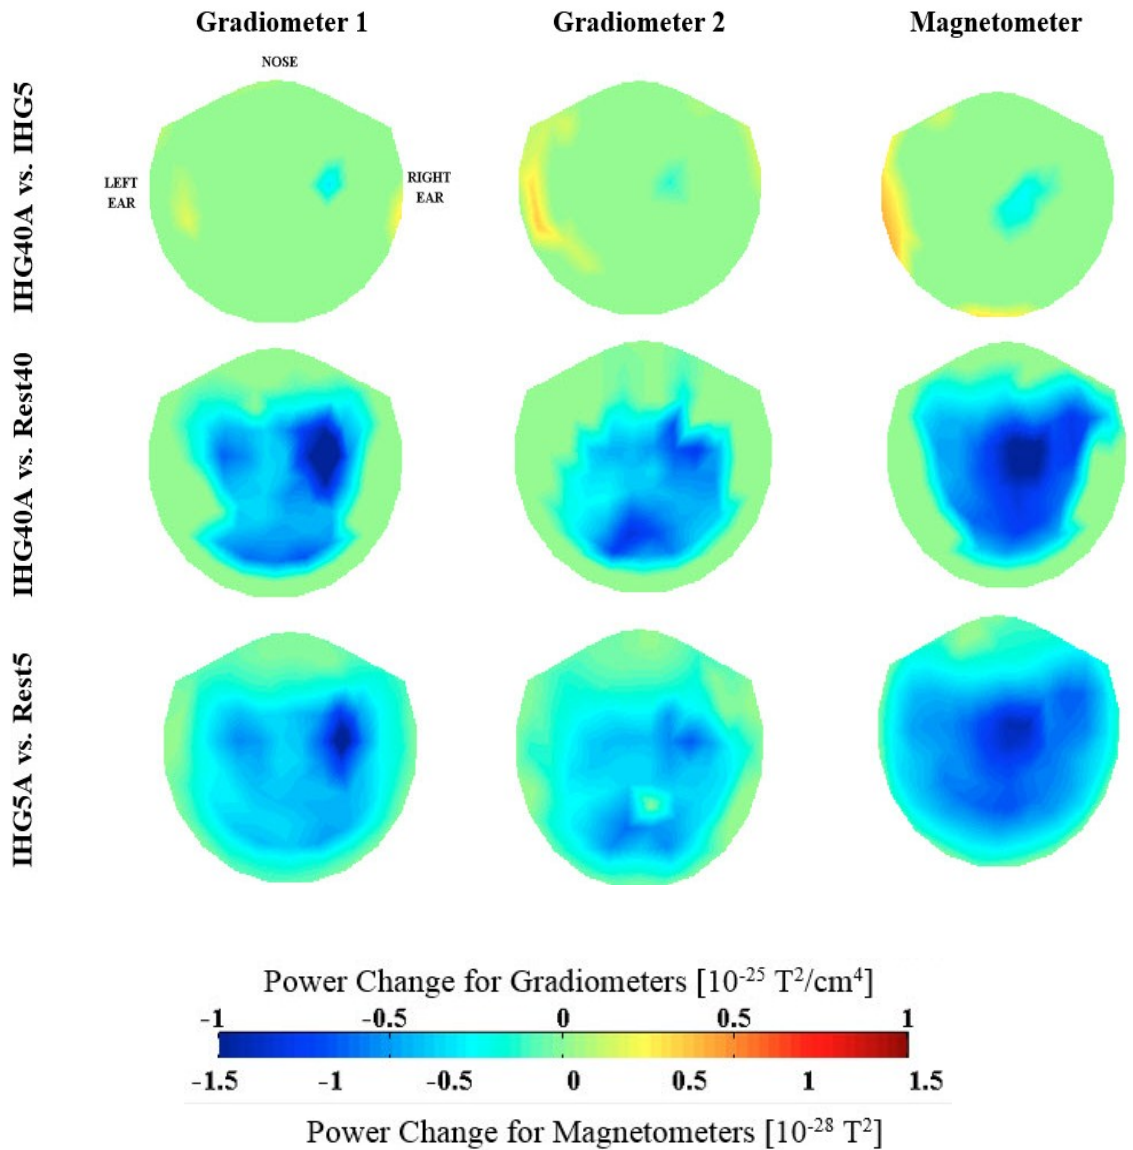 Gradiometer 1 Gradiometer 2 Magnetometer
NOSE
IHG40A vs. IHG5
LEFT
EAR
RIGHT
EAR
IHG40A vs. Rest40
IHG5A vs. Rest5
Power Change for Gradiometers [10⁻²⁵ T²/cm⁴]
-1 -0.5 0 0.5 1
-1.5 -1 -0.5 0 0.5 1 1.5
Power Change for Magnetometers [10⁻²⁸ T²]